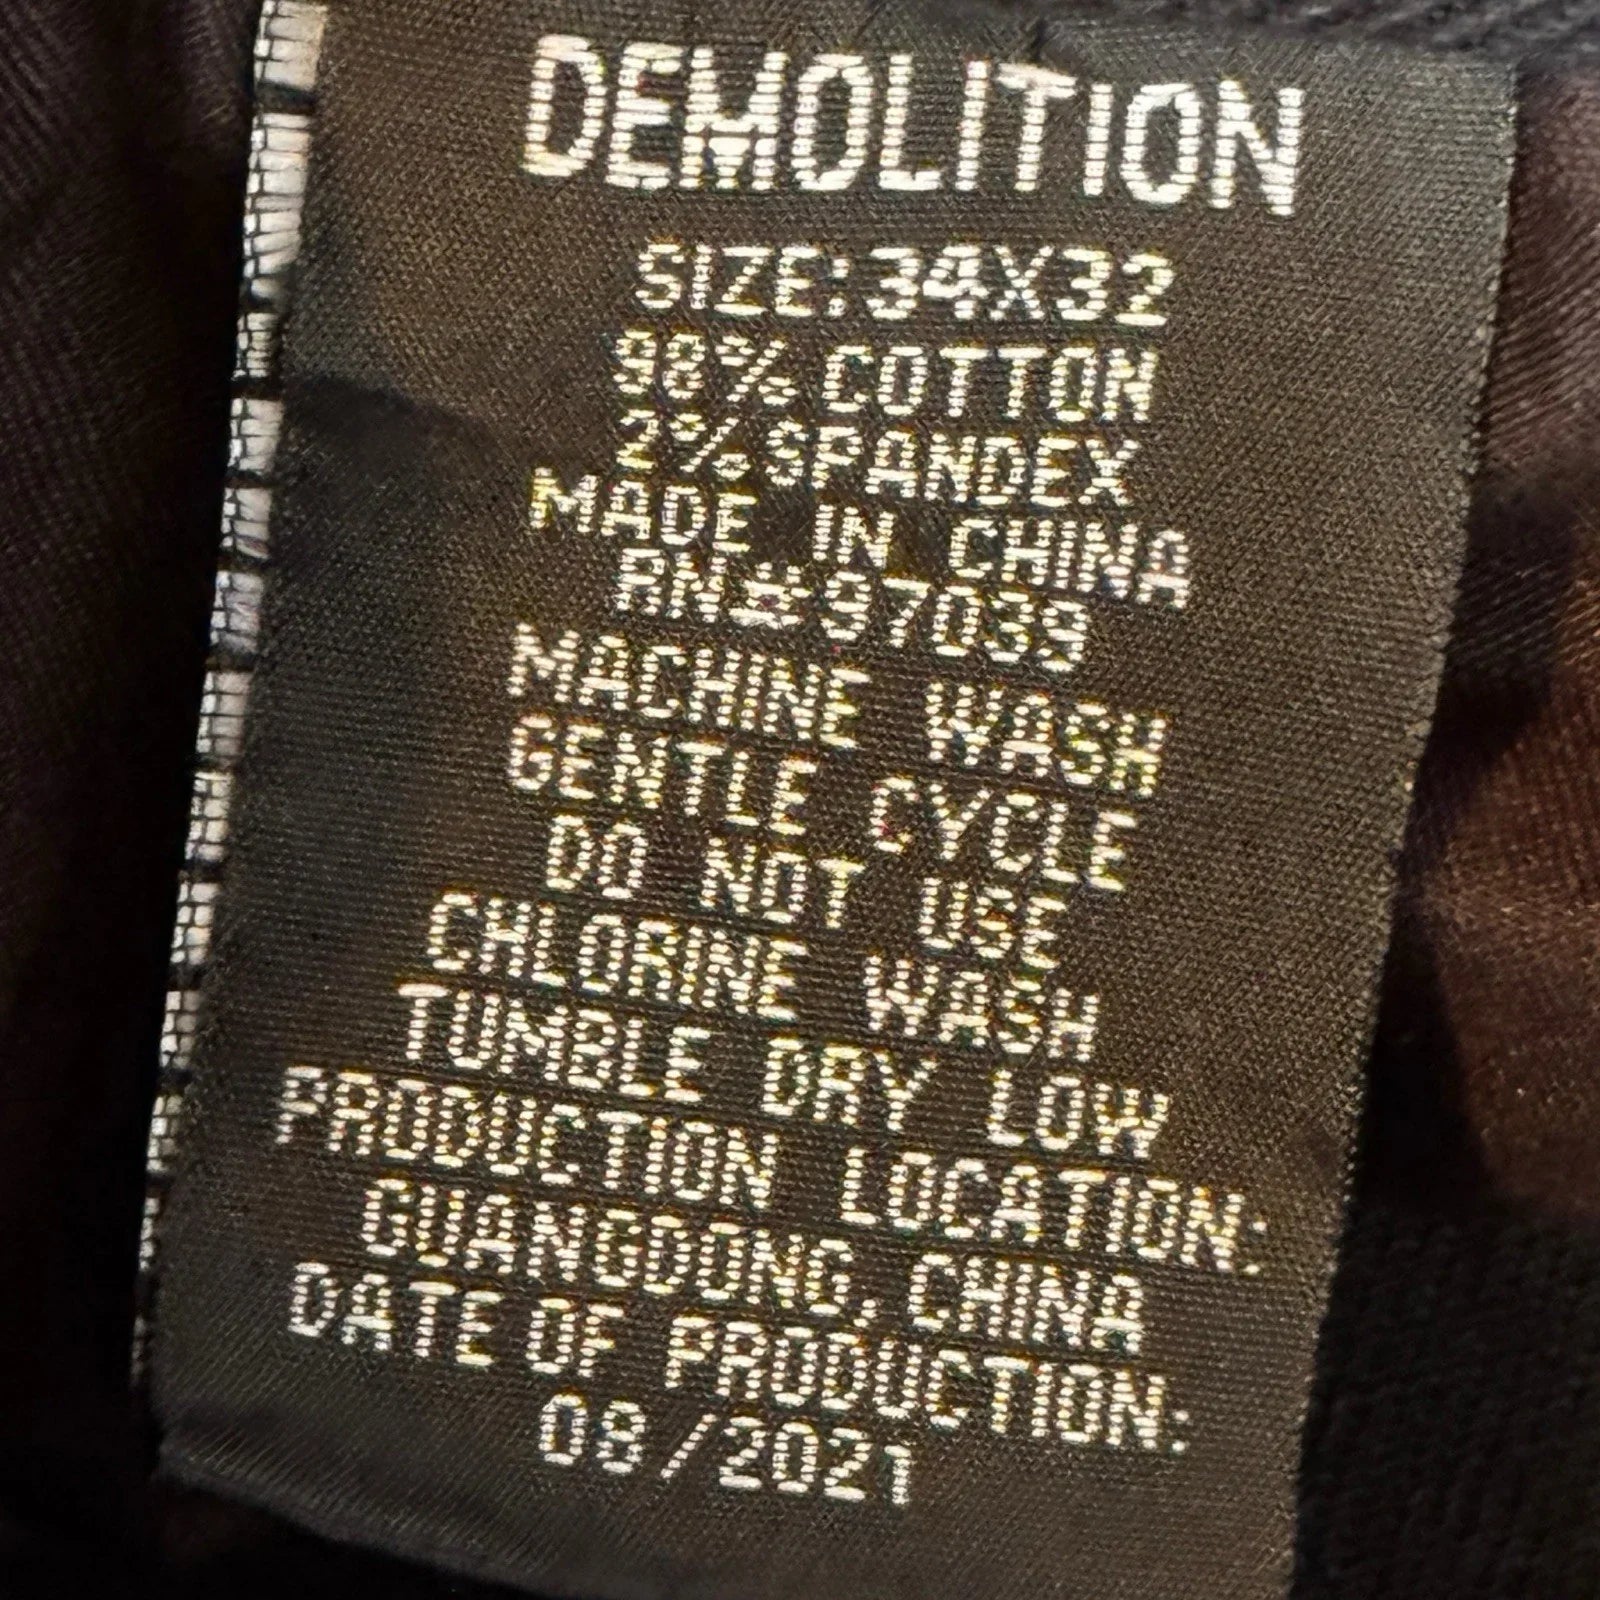 DEMOLITION
SIZE:34X32
98% COTTON
2% SPANDEX
MADE IN CHINA
RN#97039
MACHINE WASH
GENTLE CYCLE
DO NOT USE
CHLORINE WASH
TUMBLE DRY LOW
PRODUCTION LOCATION:
GUANGDONG, CHINA
DATE OF PRODUCTION:
08/2021